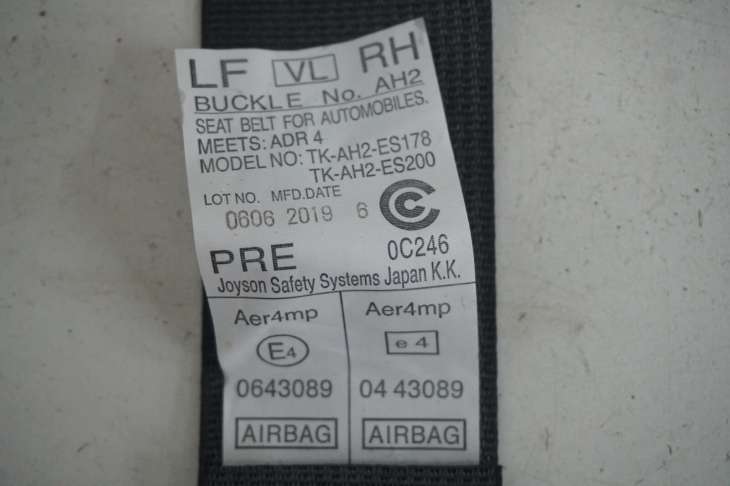 LF VL RH
BUCKLE No. AH2
SEAT BELT FOR AUTOMOBILES.
MEETS: ADR 4
MODEL NO: TK-AH2-ES178
TK-AH2-ES200
LOT NO. MFD.DATE
0606 2019 6
PRE 0C246
Joyson Safety Systems Japan K.K.
Aer4mp Aer4mp
E4 e 4
0643089 04 43089
AIRBAG AIRBAG